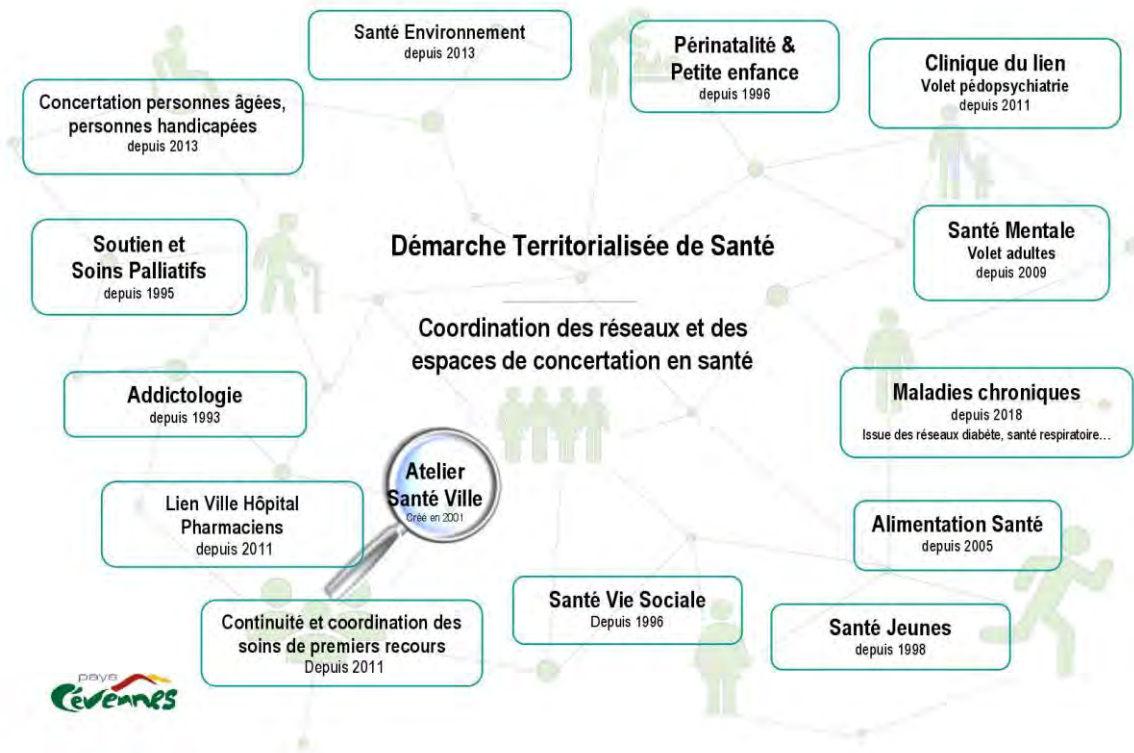 Santé Environnement
depuis 2013
Périnatalité &
Petite enfance
depuis 1996
Clinique du lien
Volet pédopsychiatrie
depuis 2011
Concertation personnes âgées,
personnes handicapées
depuis 2013
Soutien et
Soins Palliatifs
depuis 1995
Démarche Territorialisée de Santé
Santé Mentale
Volet adultes
depuis 2009
Coordination des réseaux et des
espaces de concertation en santé
Addictologie
depuis 1993
Maladies chroniques
depuis 2018
Issue des réseaux diabéte, santé respiratoire...
Atelier
Santé Ville
Créé en 2001
Lien Ville Hôpital
Pharmaciens
depuis 2011
Alimentation Santé
depuis 2005
Continuité et coordination des
soins de premiers recours
Depuis 2011
Santé Vie Sociale
Depuis 1996
Santé Jeunes
depuis 1998
pays
Cévennes